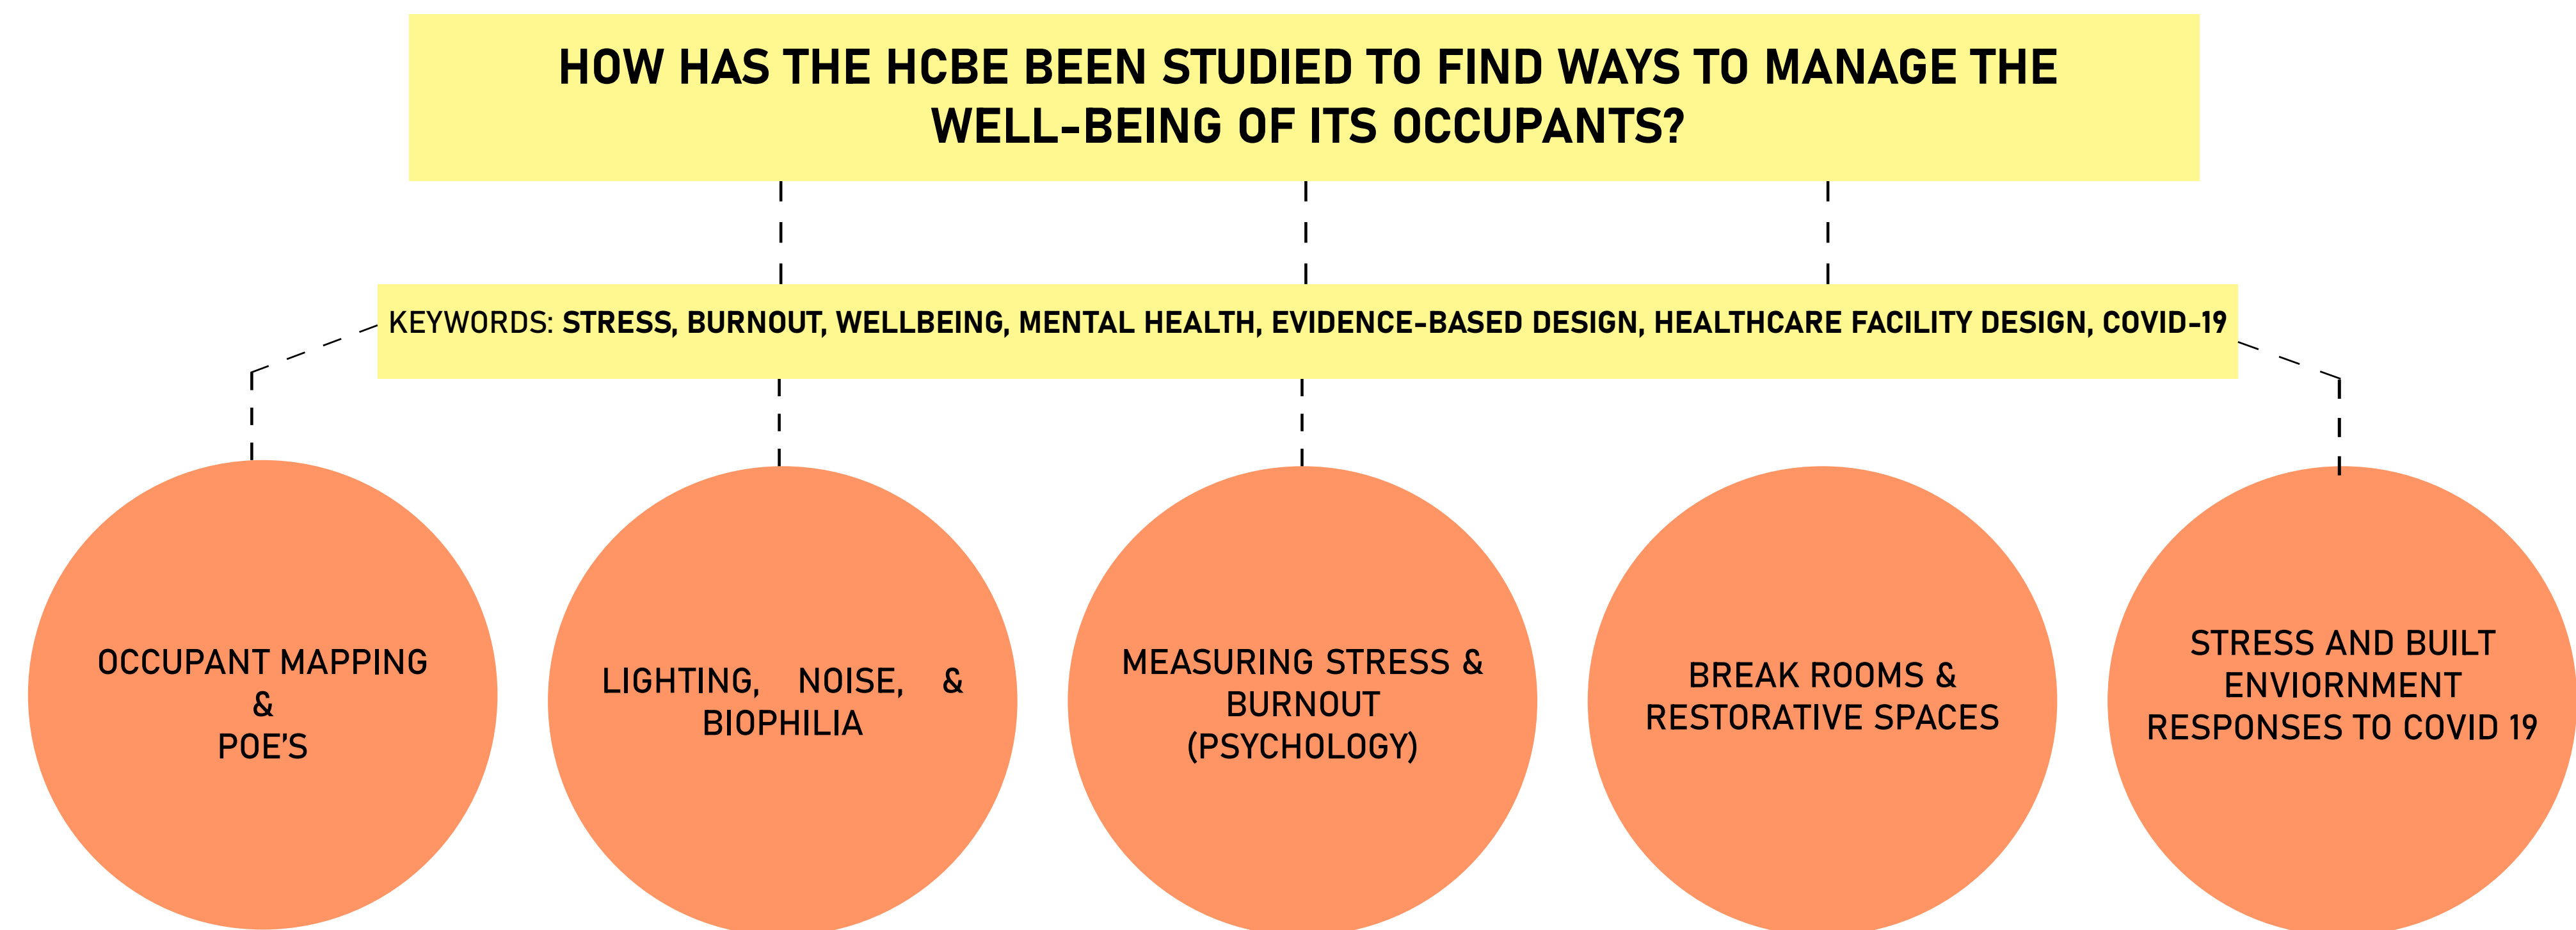 HOW HAS THE HCBE BEEN STUDIED TO FIND WAYS TO MANAGE THE
WELL-BEING OF ITS OCCUPANTS?
KEYWORDS: STRESS, BURNOUT, WELLBEING, MENTAL HEALTH, EVIDENCE-BASED DESIGN, HEALTHCARE FACILITY DESIGN, COVID-19
OCCUPANT MAPPING
&
POE'S
LIGHTING, NOISE, &
BIOPHILIA
MEASURING STRESS &
BURNOUT
(PSYCHOLOGY)
BREAK ROOMS &
RESTORATIVE SPACES
STRESS AND BUILT
ENVIORNMENT
RESPONSES TO COVID 19